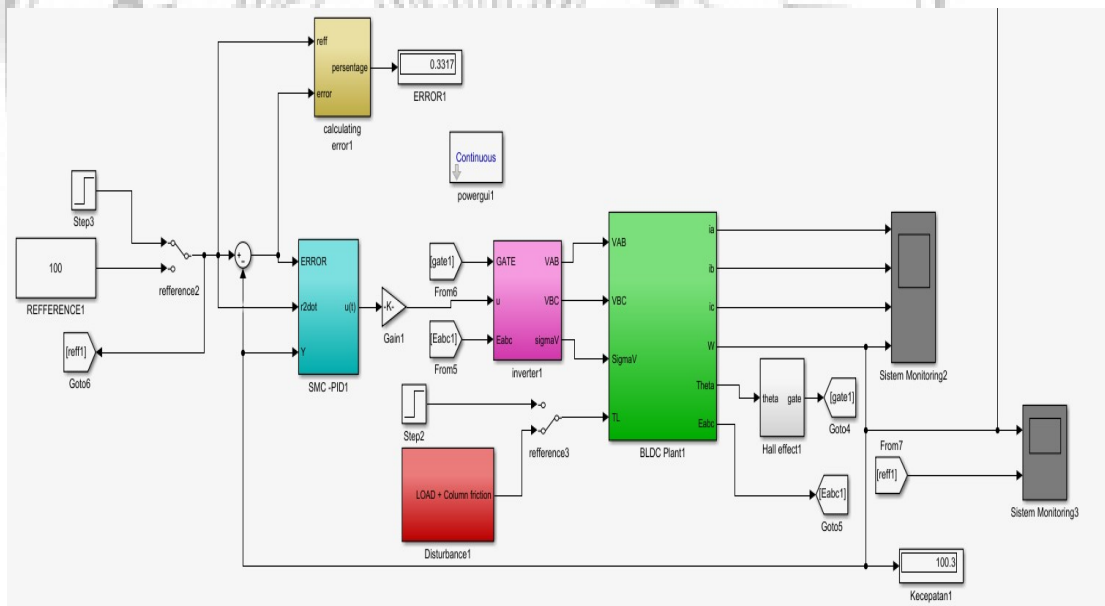 reff
persentage
error
calculating
error1
0.3317
ERROR1
Continuous
powergui1
Step3
100
REFFERENCE1
refference2
[reff1]
Goto6
+
-
ERROR
r2dot
u(t)
Y
SMC -PID1
-K-
Gain1
[gate1]
From6
[Eabc1]
From5
GATE
VAB
u
VBC
Eabc
sigmaV
inverter1
Step2
refference3
LOAD + Column friction
Disturbance1
VAB
ia
ib
VBC
ic
W
SigmaV
Theta
TL
Eabc
BLDC Plant1
theta
gate
Hall effect1
[gate1]
Goto4
[Eabc1]
Goto5
Sistem Monitoring2
From7
[reff1]
Sistem Monitoring3
100.3
Kecepatan1